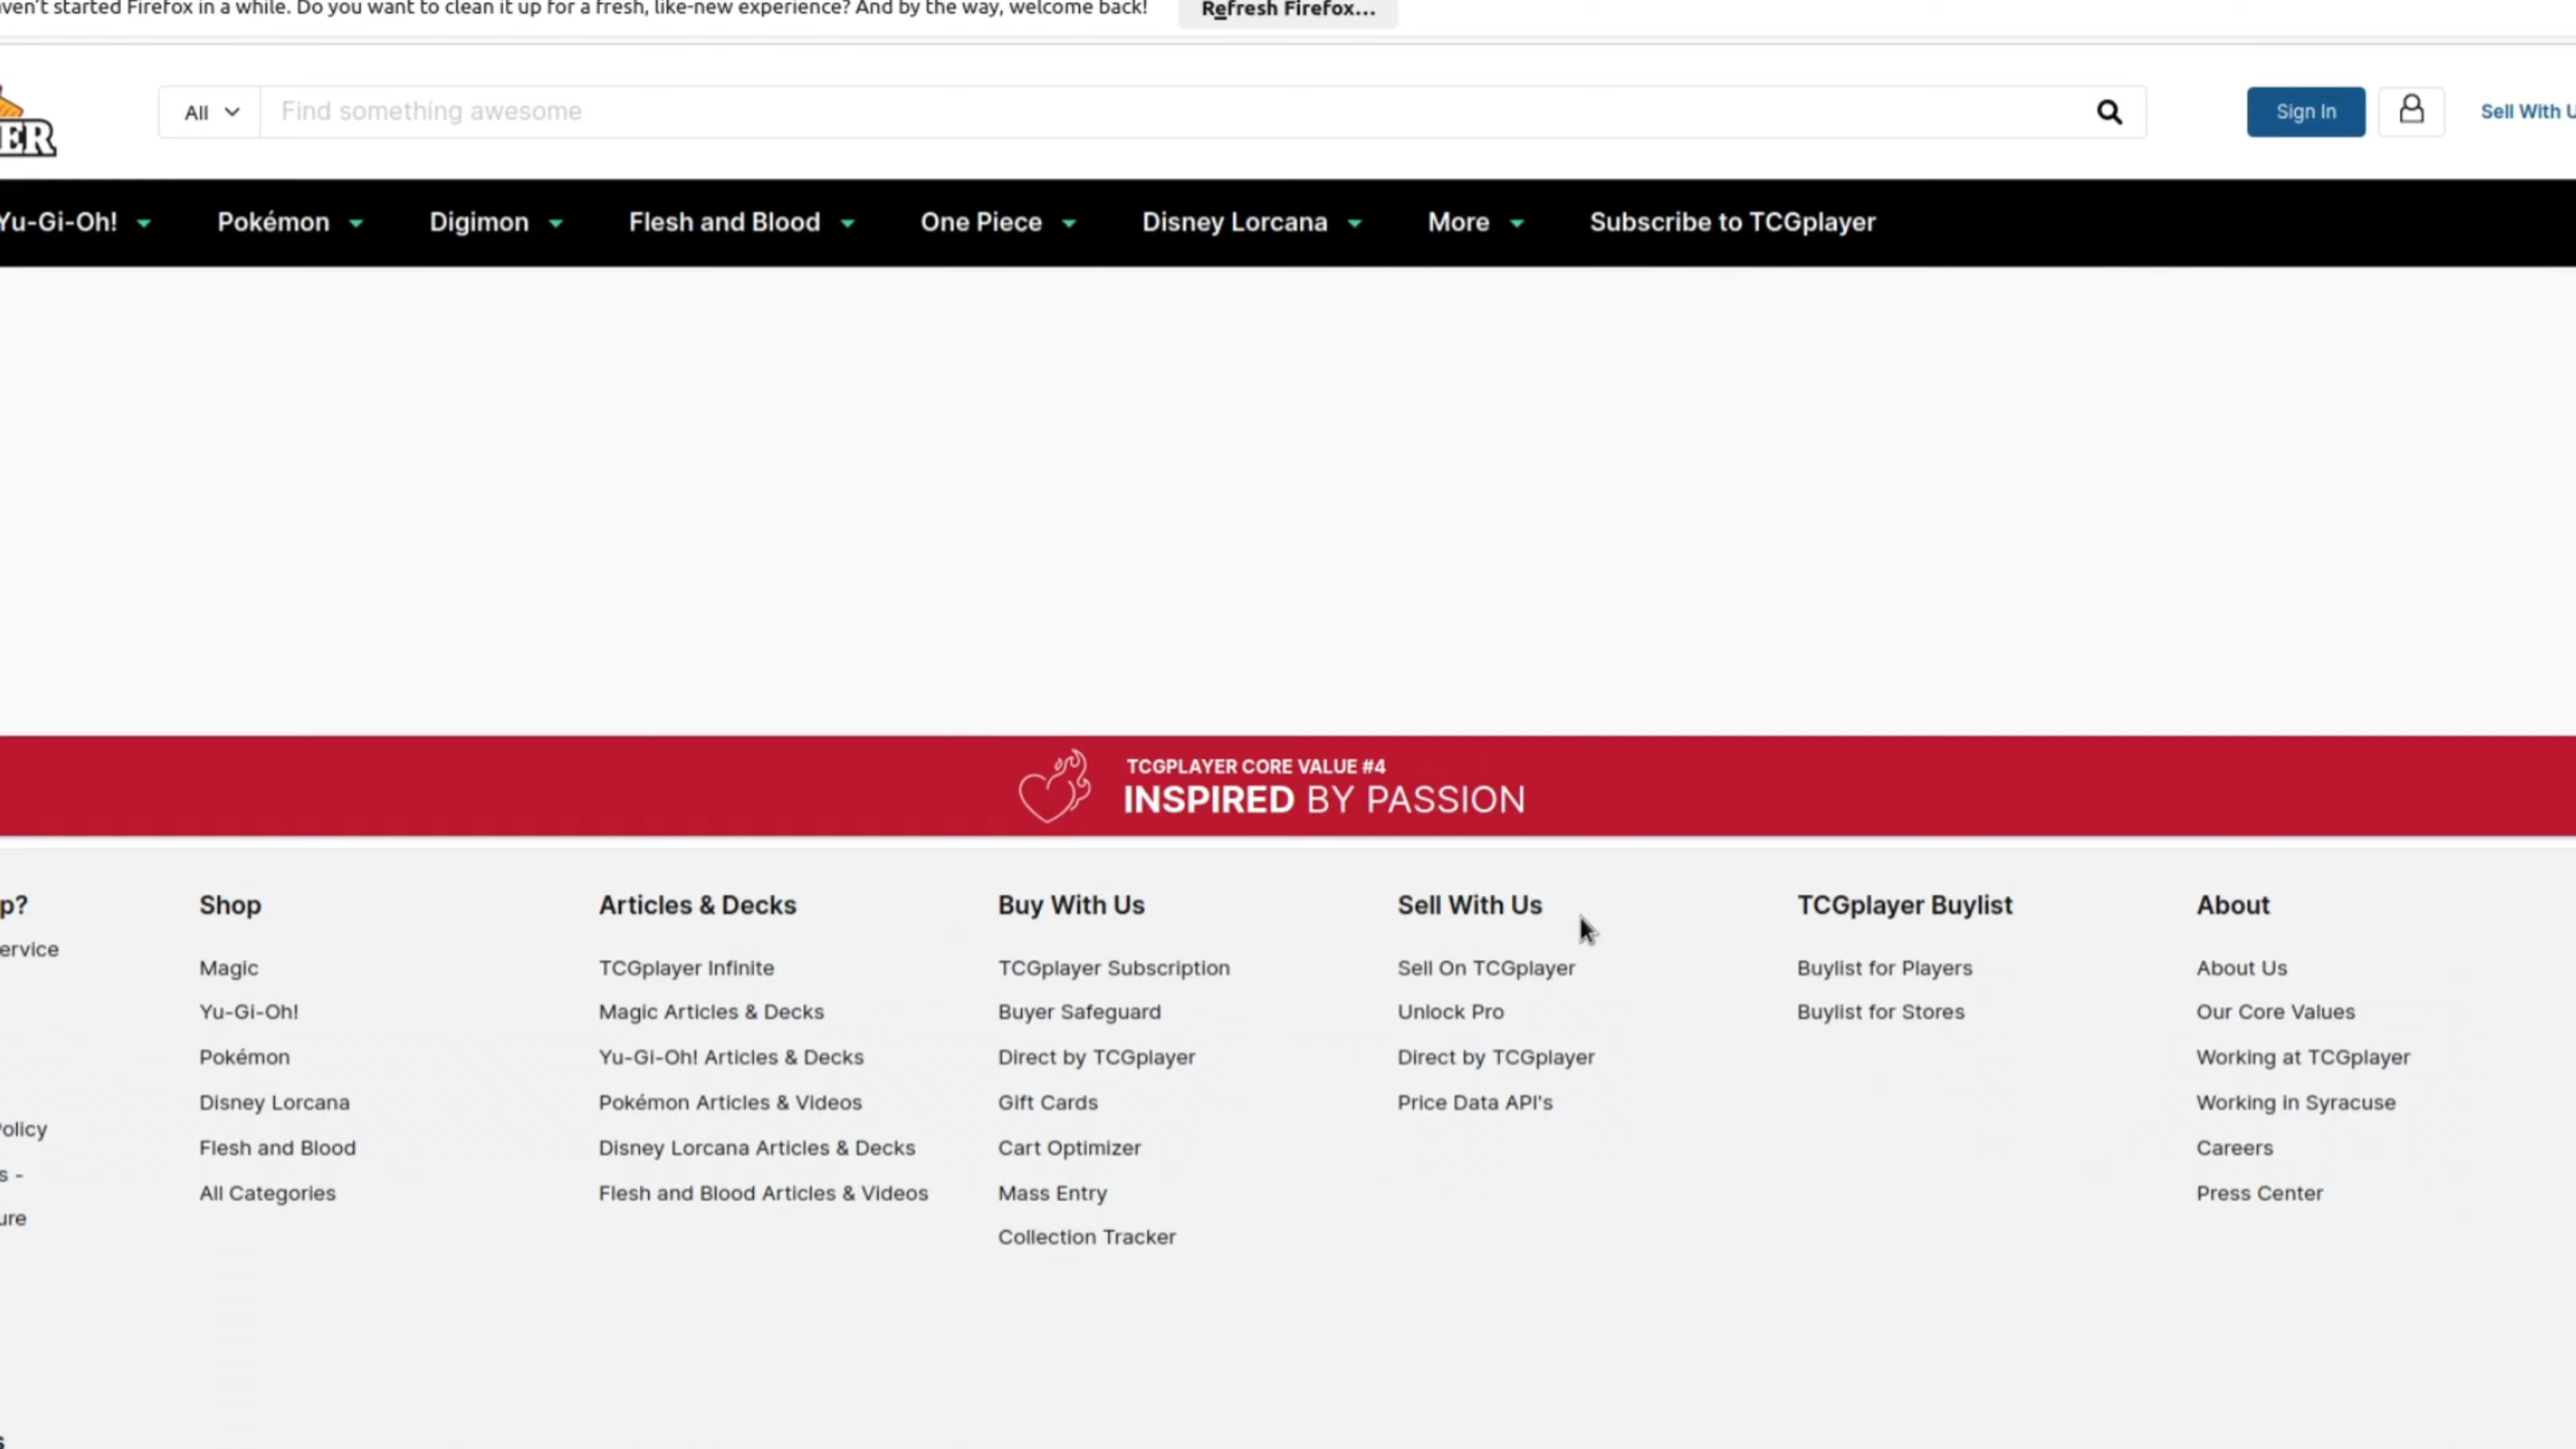 aven't started Firefox in a while. Do you want to clean it up for a fresh, like-new experience? And by the way, welcome back! Refresh Firefox...
ER
All Find something awesome Sign In Sell With U
Yu-Gi-Oh! Pokémon Digimon Flesh and Blood One Piece Disney Lorcana More Subscribe to TCGplayer
TCGPLAYER CORE VALUE #4
INSPIRED BY PASSION
p?
ervice
olicy
s -
ure
Shop
Magic
Yu-Gi-Oh!
Pokémon
Disney Lorcana
Flesh and Blood
All Categories
Articles & Decks
TCGplayer Infinite
Magic Articles & Decks
Yu-Gi-Oh! Articles & Decks
Pokémon Articles & Videos
Disney Lorcana Articles & Decks
Flesh and Blood Articles & Videos
Buy With Us
TCGplayer Subscription
Buyer Safeguard
Direct by TCGplayer
Gift Cards
Cart Optimizer
Mass Entry
Collection Tracker
Sell With Us
Sell On TCGplayer
Unlock Pro
Direct by TCGplayer
Price Data API's
TCGplayer Buylist
Buylist for Players
Buylist for Stores
About
About Us
Our Core Values
Working at TCGplayer
Working in Syracuse
Careers
Press Center